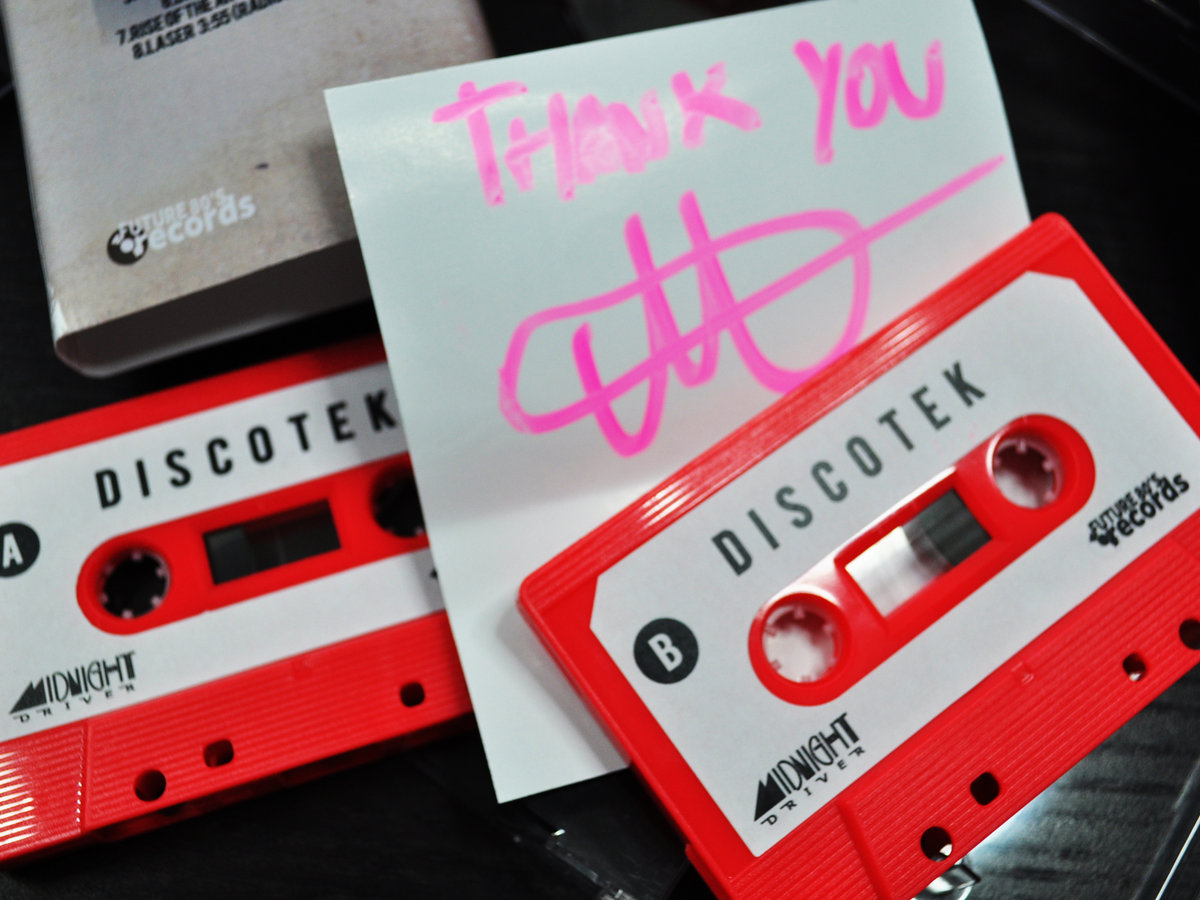 7.RISE OF THE
8.LASER 3:55
FUTURE 80'S
records
THANK YOU
DISCOTEK
A
MIDNIGHT
DRIVER
DISCOTEK
B
FUTURE 80'S
records
MIDNIGHT
DRIVER